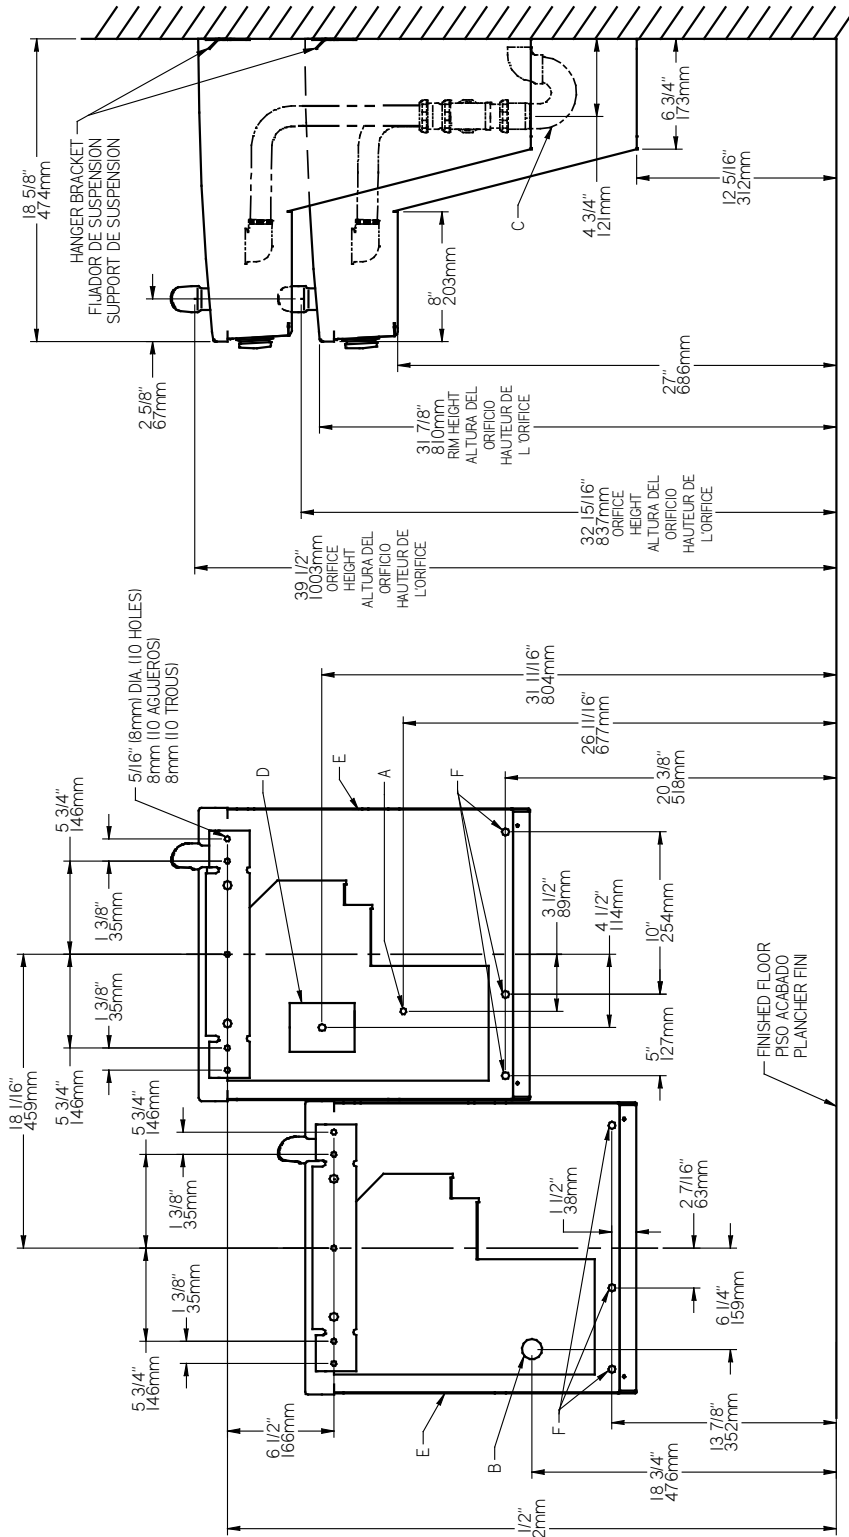 18 1/16"
459mm
5 3/4"
146mm
1 3/8"
35mm
1 3/8"
35mm
5 3/4"
146mm
5 3/4"
146mm
1 3/8"
35mm
1 3/8"
35mm
5 3/4"
146mm
5/16" (8mm) DIA. (10 HOLES)
8mm (10 AGUJEROS)
8mm (10 TROUS)
6 1/2"
166mm
D
E
A
F
E
B
F
1 1/2"
38mm
2 7/16"
63mm
6 1/4"
159mm
13 7/8"
352mm
18 3/4"
476mm
1/2"
2mm
3 1/2"
89mm
4 1/2"
114mm
10"
254mm
5"
127mm
20 3/8"
518mm
26 11/16"
677mm
31 11/16"
804mm
FINISHED FLOOR
PISO ACABADO
PLANCHER FINI
18 5/8"
474mm
HANGER BRACKET
FIJADOR DE SUSPENSION
SUPPORT DE SUSPENSION
2 5/8"
67mm
39 1/2"
1003mm
ORIFICE
HEIGHT
ALTURA DEL
ORIFICIO
HAUTEUR DE
L'ORIFICE
31 7/8"
810mm
RIM HEIGHT
ALTURA DEL
ORIFICIO
HAUTEUR DE
L 'ORIFICE
32 15/16"
837mm
ORIFICE
HEIGHT
ALTURA DEL
ORIFICIO
HAUTEUR DE
L'ORIFICE
8"
203mm
27"
686mm
C
4 3/4"
121mm
6 3/4"
173mm
12 5/16"
312mm